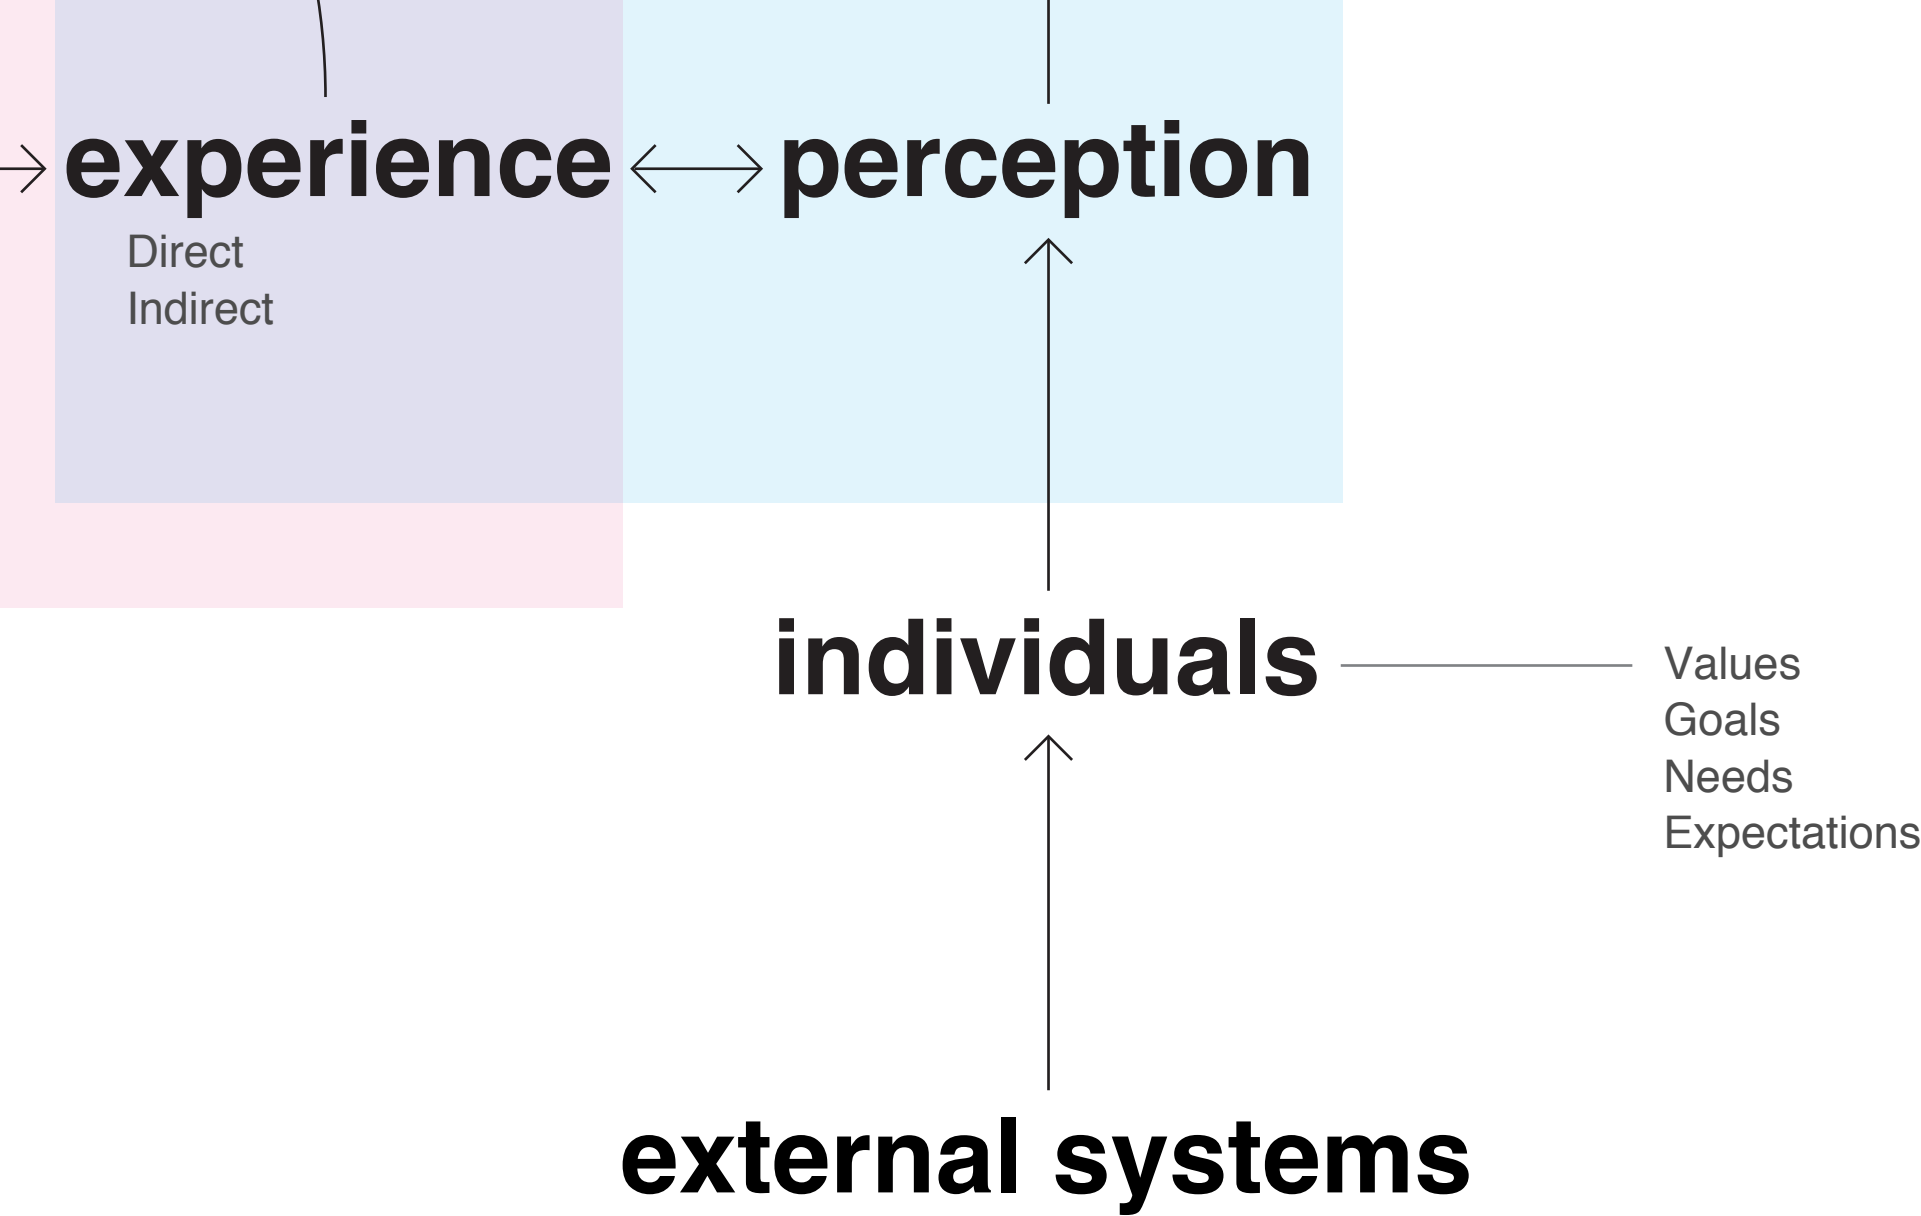 experience
perception
Direct
Indirect
individuals
Values
Goals
Needs
Expectations
external systems